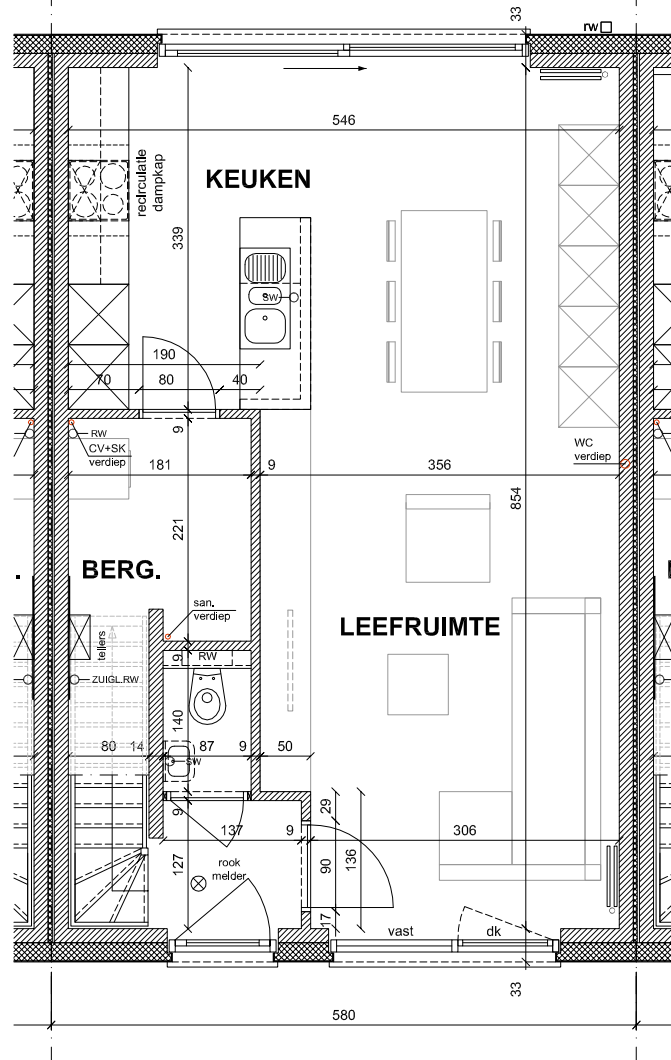 33
rw
546
KEUKEN
recirculatie
dampkap
339
SW
190
70 80 40
9
RW
CV+SK
verdiep
181 9 356
WC
verdiep
854
221
BERG.
.
san.
verdiep
LEEFRUIMTE
tellers
9
RW
ZUIGL.RW
140
80 14 87 9 50
SW
9
29
137 9 306
127
rook
melder
90
136
17
vast
dk
33
580